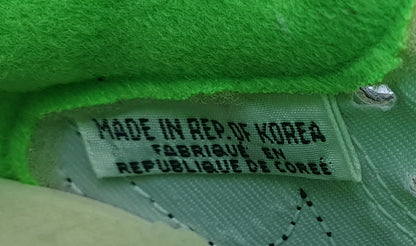 MADE IN REP.OF KOREA
FABRIQUÉ EN
REPUBLIQUE DE CORÉE